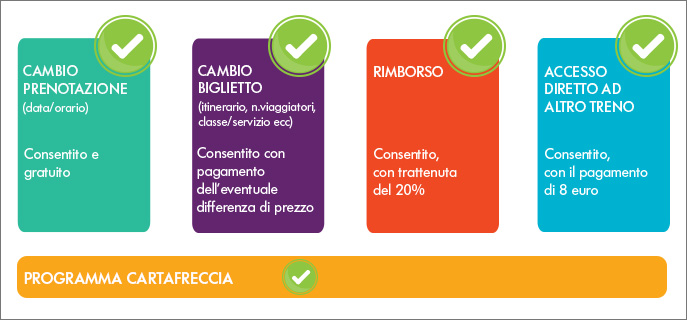 CAMBIO
PRENOTAZIONE
(data/orario)
Consentito e
gratuito
CAMBIO
BIGLIETTO
(itinerario, n.viaggiatori,
classe/servizio ecc)
Consentito con
pagamento
dell'eventuale
differenza di prezzo
RIMBORSO
Consentito,
con trattenuta
del 20%
ACCESSO
DIRETTO AD
ALTRO TRENO
Consentito,
con il pagamento
di 8 euro
PROGRAMMA CARTAFRECCIA